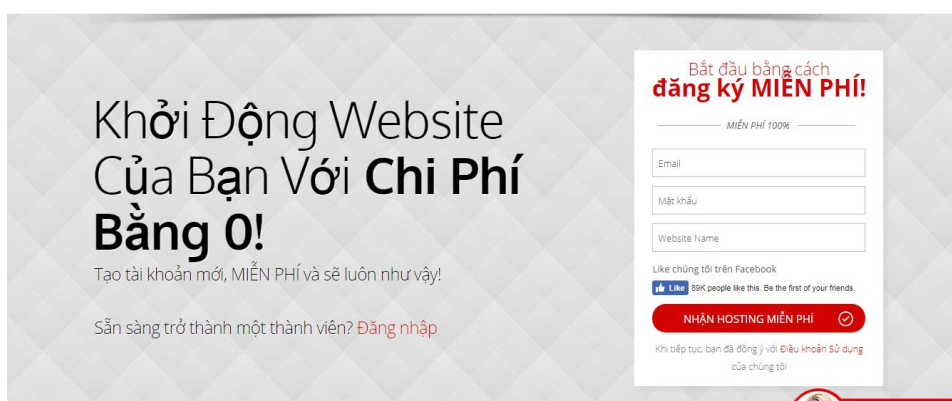 Khởi Động Website
Của Bạn Với Chi Phí
Bằng 0!
Tạo tài khoản mới, MIỄN PHÍ và sẽ luôn như vậy!
Sẵn sàng trở thành một thành viên? Đăng nhập
Bắt đầu bằng cách
đăng ký MIỄN PHÍ!
MIỄN PHÍ 100%
Email
Mật khẩu
Website Name
Like chúng tôi trên Facebook
Like 89K people like this. Be the first of your friends.
NHẬN HOSTING MIỄN PHÍ
Khi tiếp tục, bạn đã đồng ý với Điều khoản Sử dụng
của chúng tôi